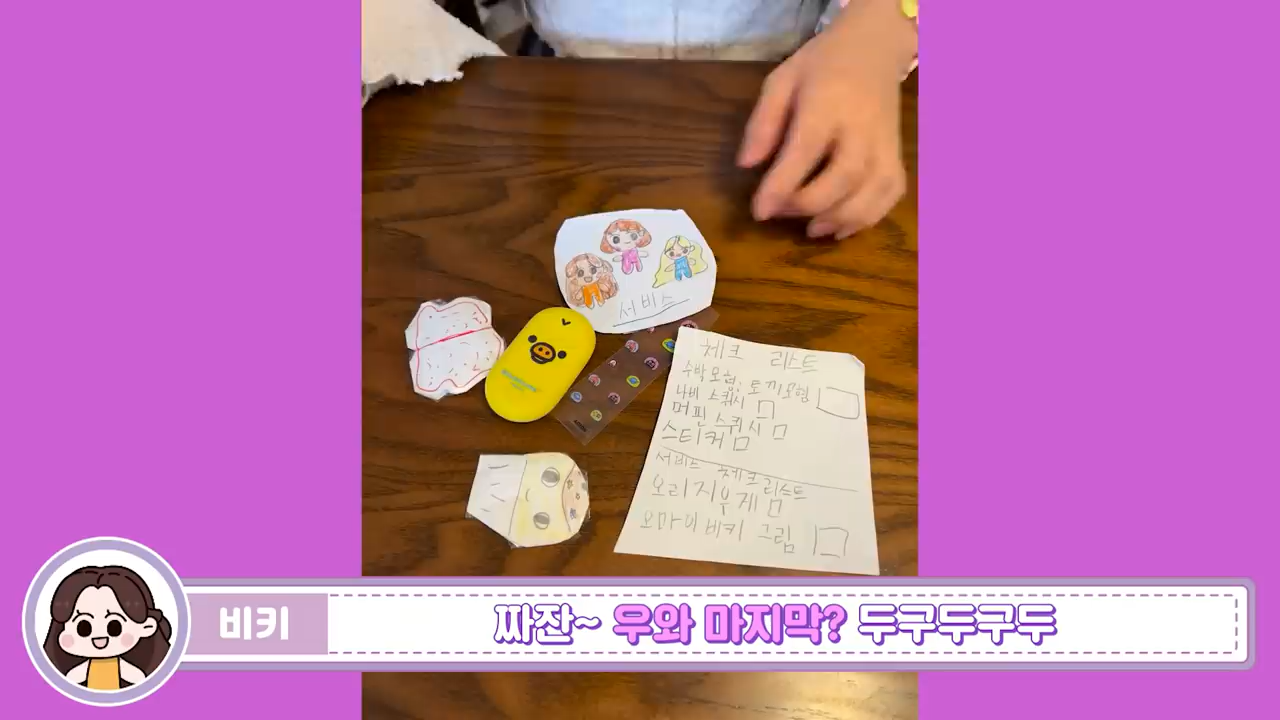 서비스
체크 리스트
수박모형: 토끼모형
나비 스퀴시
머핀 스퀴시
스티커
서비스 체크리스트
오리지우게
오마이비키 그림
비키
짜잔~ 우와 마지막? 두구두구두